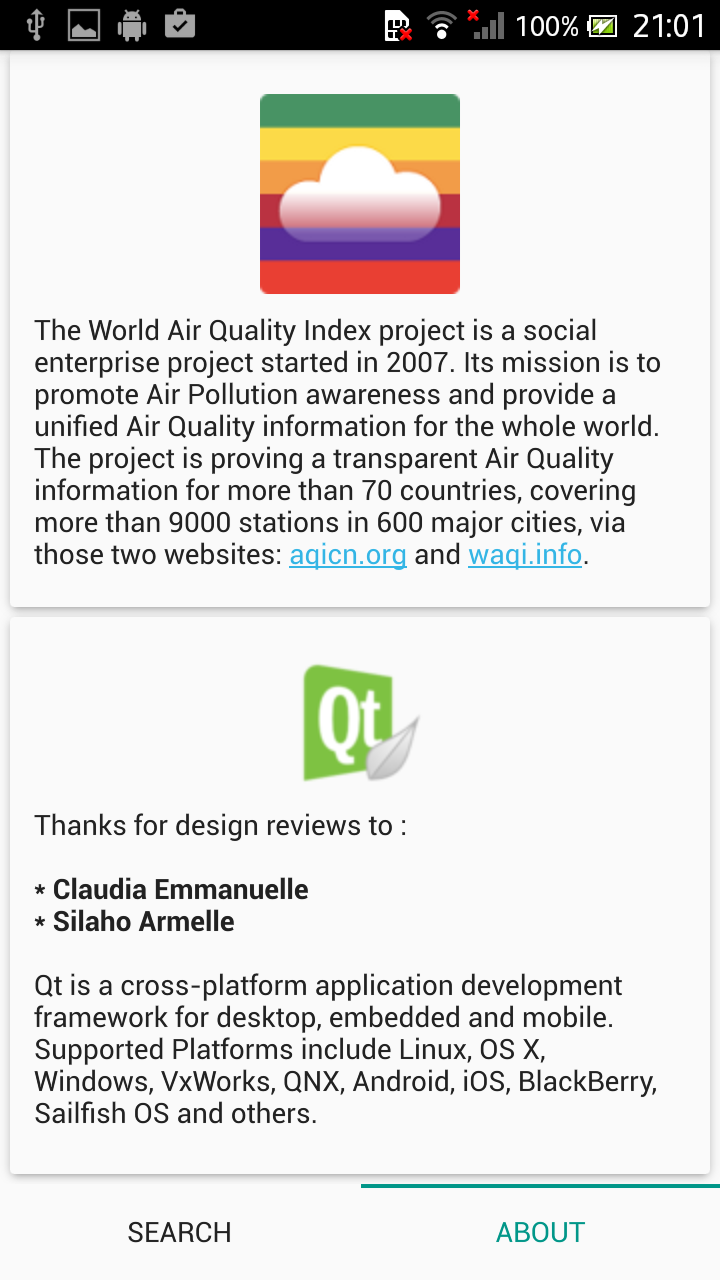 100% 21:01
The World Air Quality Index project is a social
enterprise project started in 2007. Its mission is to
promote Air Pollution awareness and provide a
unified Air Quality information for the whole world.
The project is proving a transparent Air Quality
information for more than 70 countries, covering
more than 9000 stations in 600 major cities, via
those two websites: aqicn.org and waqi.info.
Qt
Thanks for design reviews to :
* Claudia Emmanuelle
* Silaho Armelle
Qt is a cross-platform application development
framework for desktop, embedded and mobile.
Supported Platforms include Linux, OS X,
Windows, VxWorks, QNX, Android, iOS, BlackBerry,
Sailfish OS and others.
SEARCH ABOUT